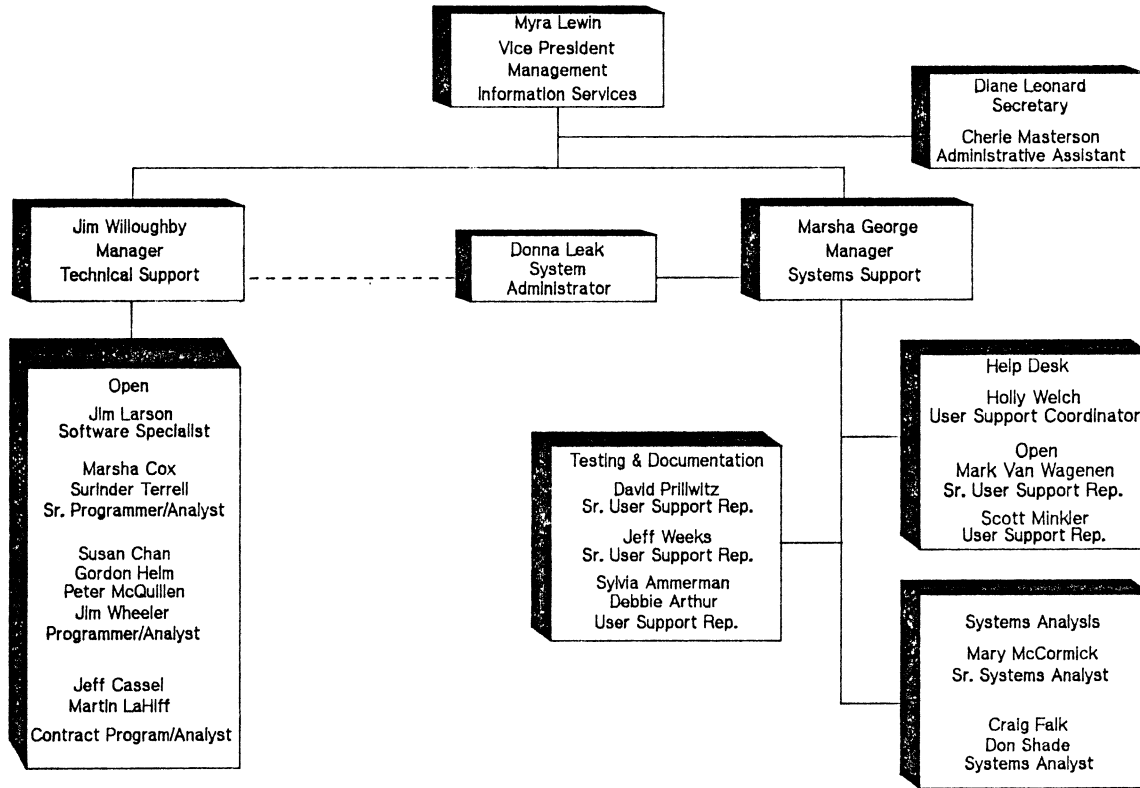 Myra Lewin
Vice President
Management
Information Services
Diane Leonard
Secretary
Cherie Masterson
Administrative Assistant
Jim Willoughby
Manager
Technical Support
Donna Leak
System
Administrator
Marsha George
Manager
Systems Support
Open
Jim Larson
Software Specialist
Marsha Cox
Surinder Terrell
Sr. Programmer/Analyst
Susan Chan
Gordon Helm
Peter McQuillen
Jim Wheeler
Programmer/Analyst
Jeff Cassel
Martin LaHiff
Contract Program/Analyst
Testing & Documentation
David Prillwitz
Sr. User Support Rep.
Jeff Weeks
Sr. User Support Rep.
Sylvia Ammerman
Debbie Arthur
User Support Rep.
Help Desk
Holly Welch
User Support Coordinator
Open
Mark Van Wagenen
Sr. User Support Rep.
Scott Minkler
User Support Rep.
Systems Analysis
Mary McCormick
Sr. Systems Analyst
Craig Falk
Don Shade
Systems Analyst